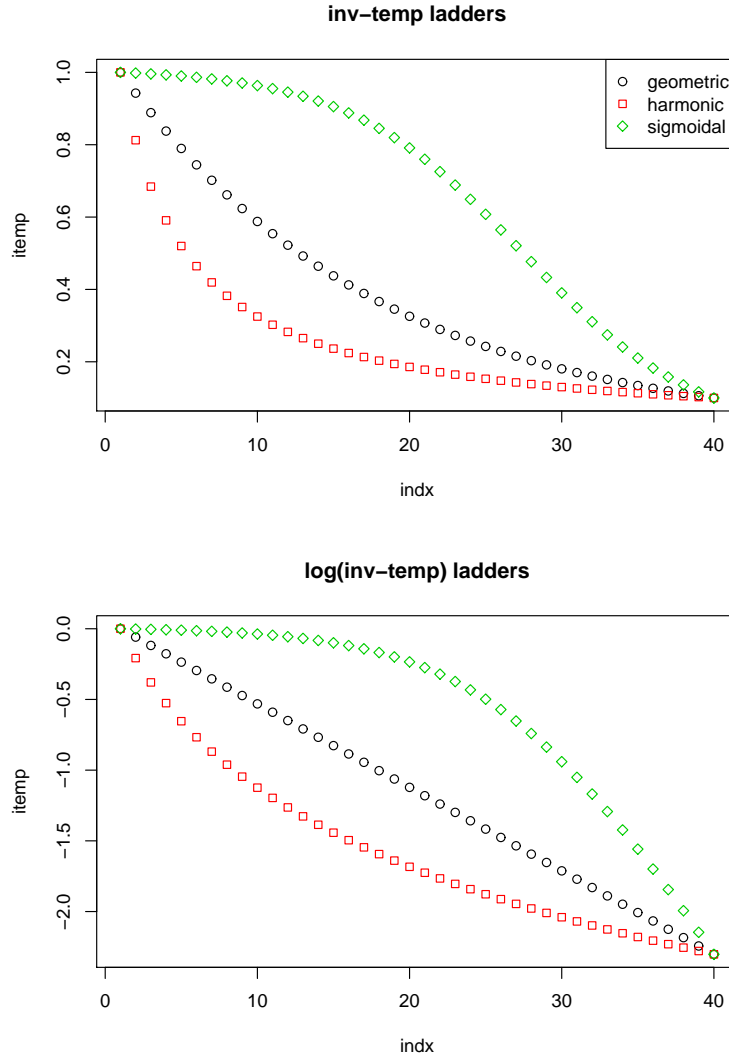 inv−temp ladders
1.0
0.8
0.6
0.4
0.2
itemp
geometric
harmonic
sigmoidal
0 10 20 30 40
indx
log(inv−temp) ladders
0.0
−0.5
−1.0
−1.5
−2.0
itemp
0 10 20 30 40
indx